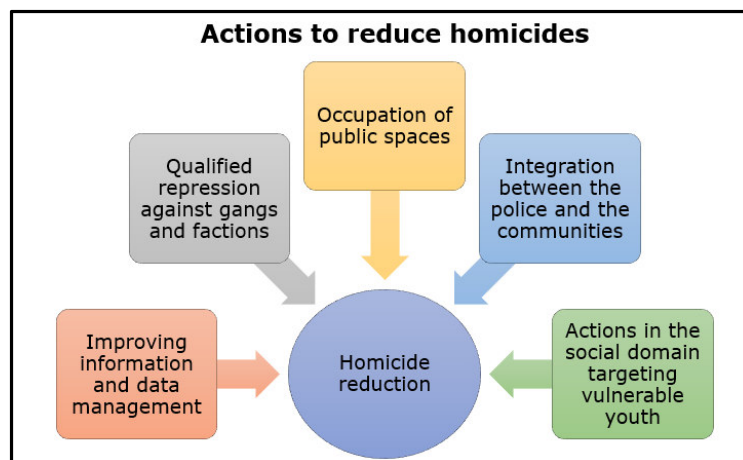 Actions to reduce homicides
Occupation of
public spaces
Qualified
repression
against gangs
and factions
Integration
between the
police and the
communities
Improving
information
and data
management
Homicide
reduction
Actions in the
social domain
targeting
vulnerable
youth